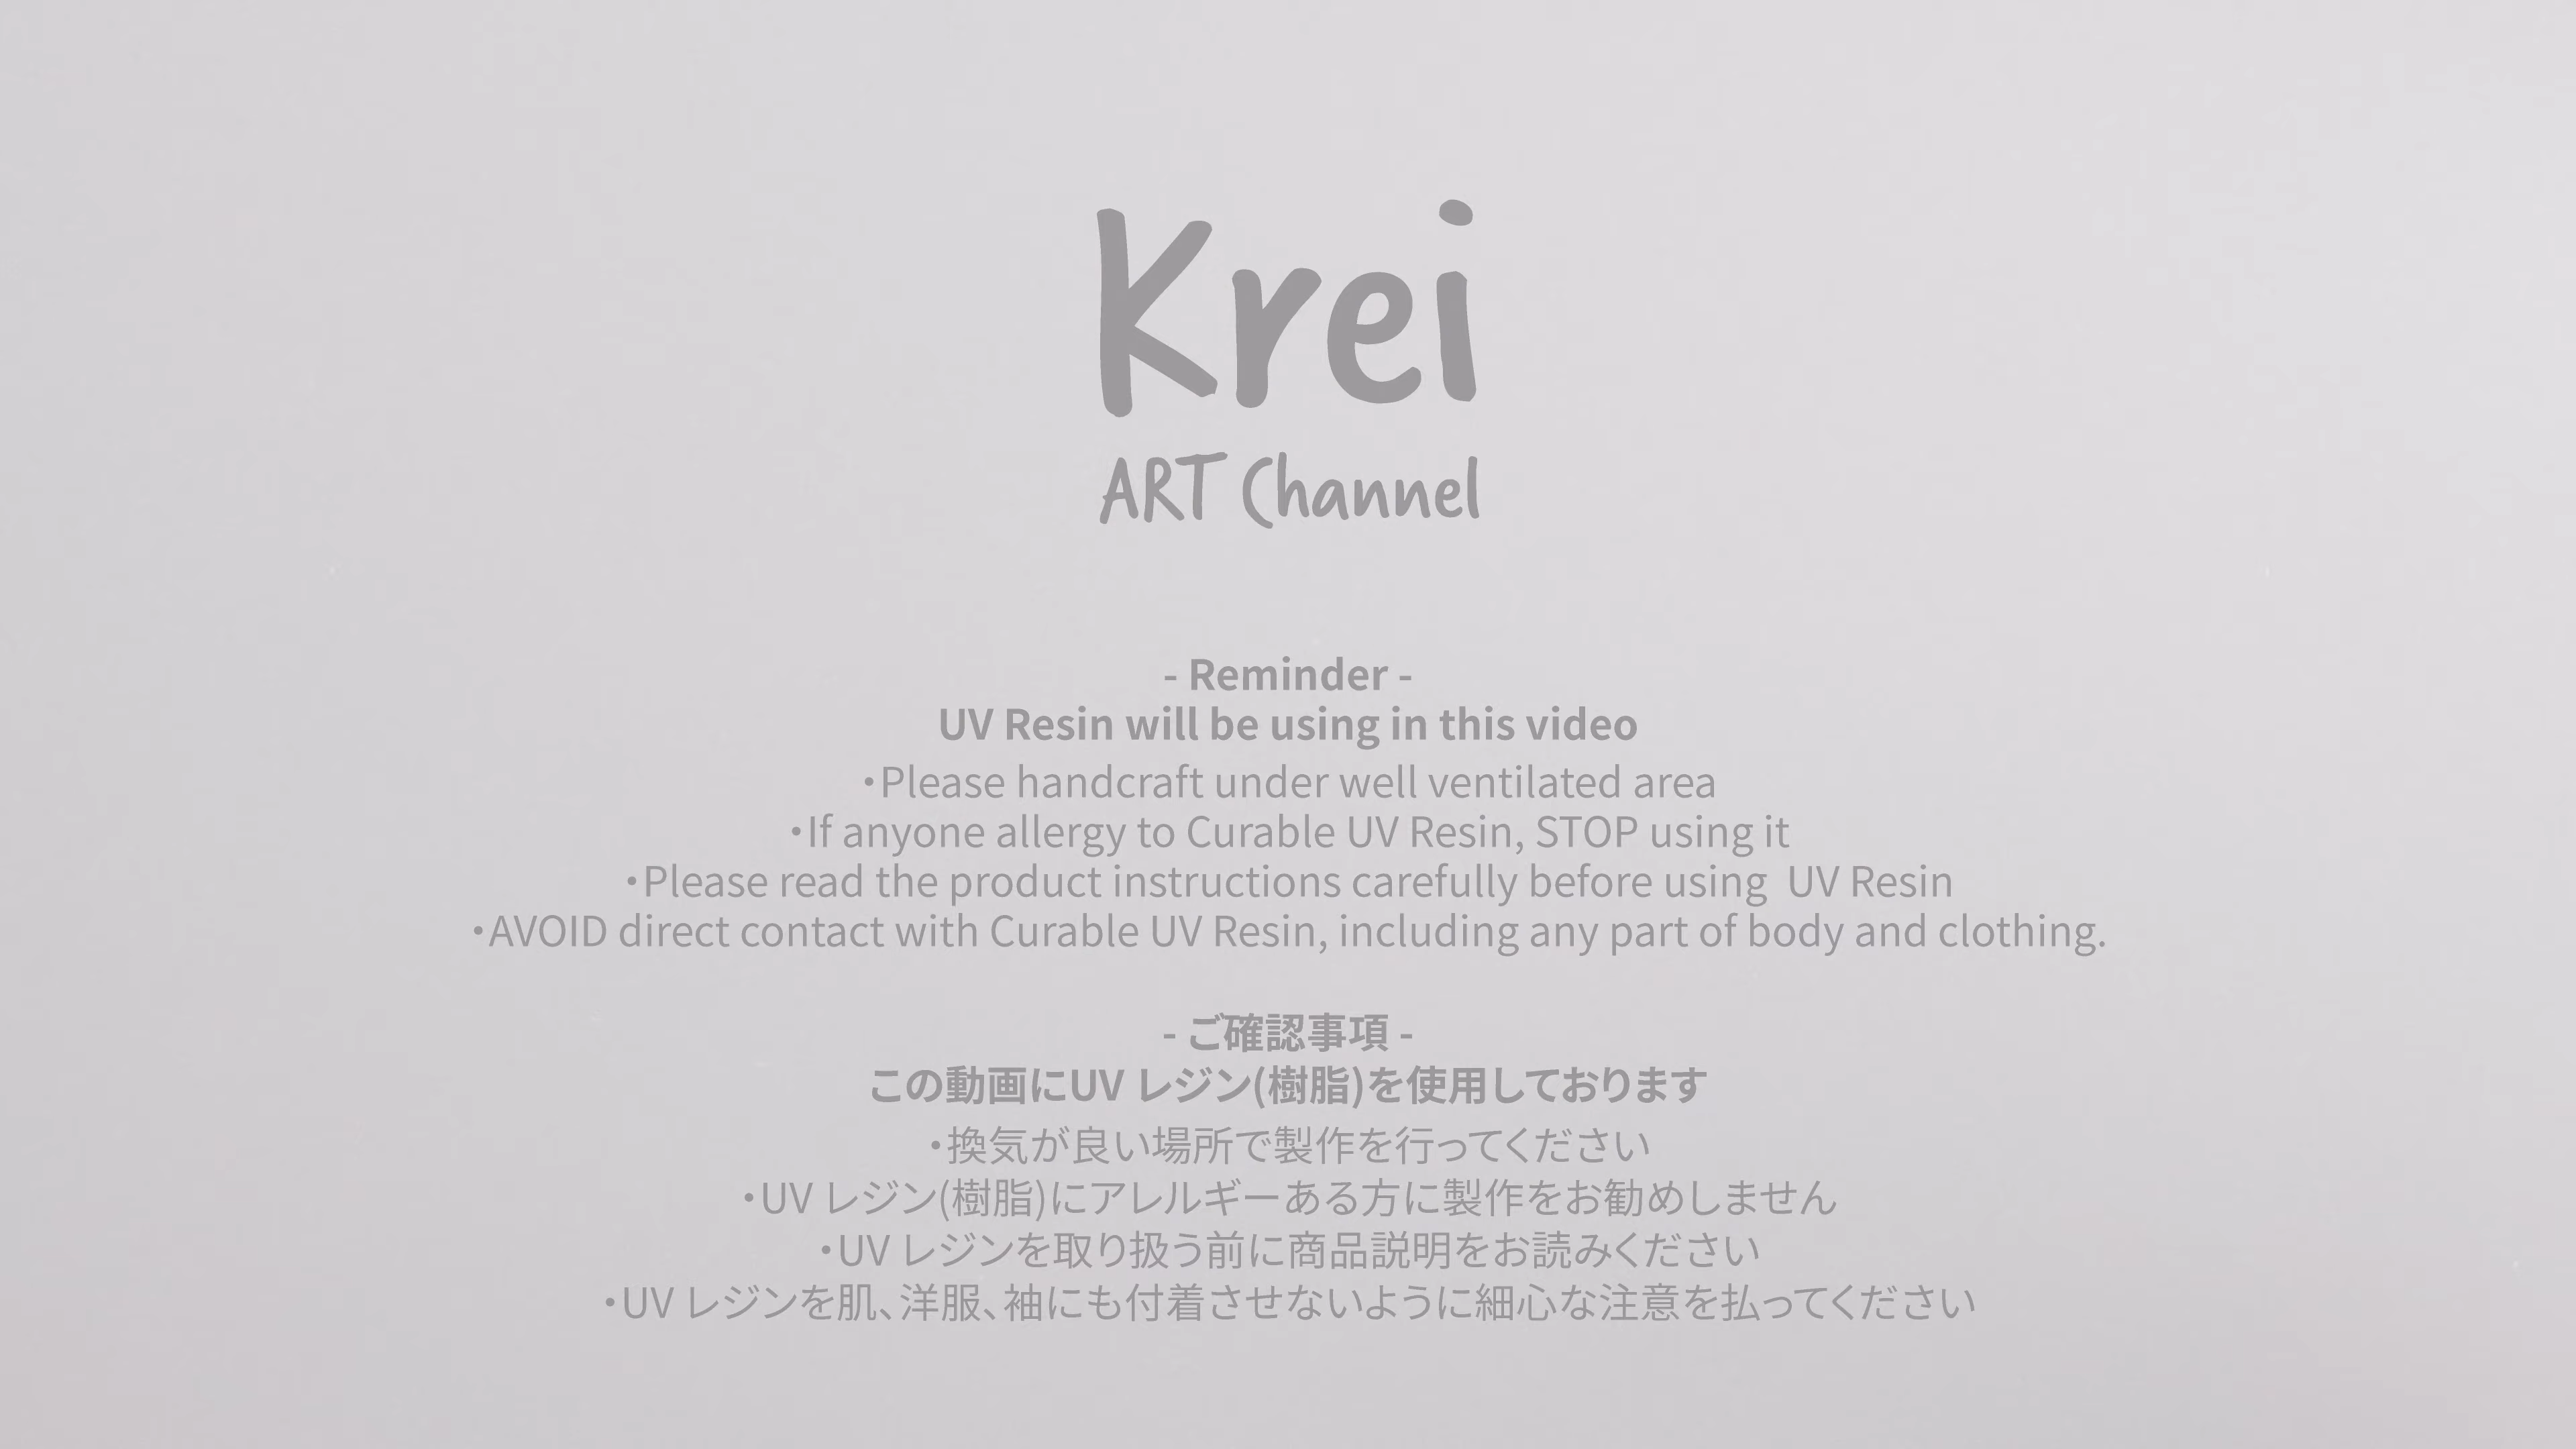 Krei
ART Channel
- Reminder -
UV Resin will be using in this video
・Please handcraft under well ventilated area
・If anyone allergy to Curable UV Resin, STOP using it
・Please read the product instructions carefully before using  UV Resin
・AVOID direct contact with Curable UV Resin, including any part of body and clothing.
- ご確認事項 -
この動画にUV レジン(樹脂)を使用しております
・換気が良い場所で製作を行ってください
・UV レジン(樹脂)にアレルギーある方に製作をお勧めしません
・UV レジンを取り扱う前に商品説明をお読みください
・UV レジンを肌、洋服、袖にも付着させないように細心な注意を払ってください